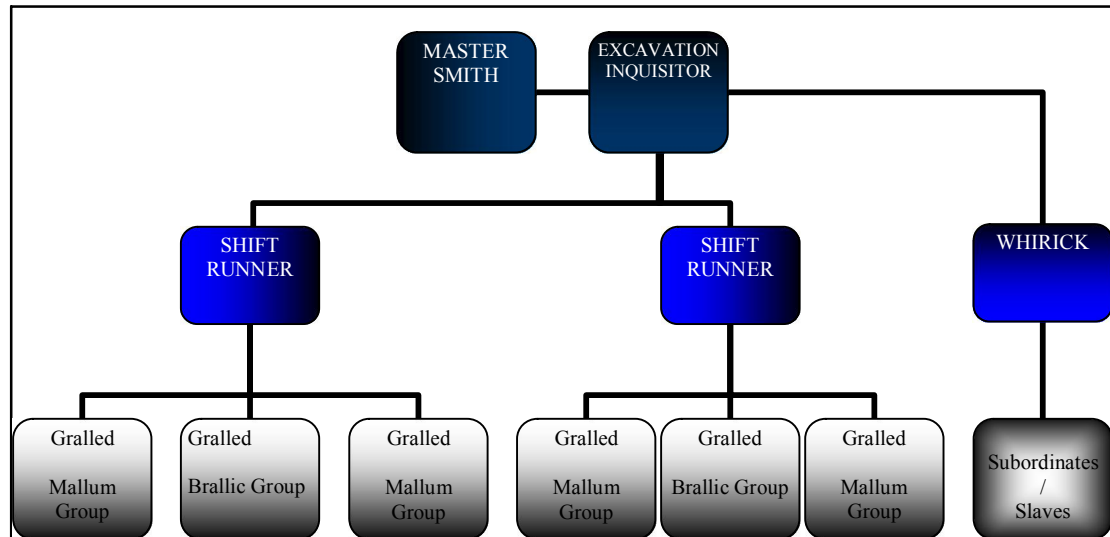 MASTER
SMITH
EXCAVATION
INQUISITOR
SHIFT
RUNNER
SHIFT
RUNNER
WHIRICK
Gralled
Mallum
Group
Gralled
Brallic Group
Gralled
Mallum
Group
Gralled
Mallum
Group
Gralled
Brallic Group
Gralled
Mallum
Group
Subordinates
/
Slaves